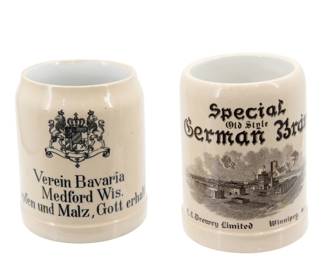 Verein Bavaria
Medford Wis.
fen und Malz, Gott erhalt
Special
Old Style
German Bräu
E.L. Drewry Limited Winnipeg